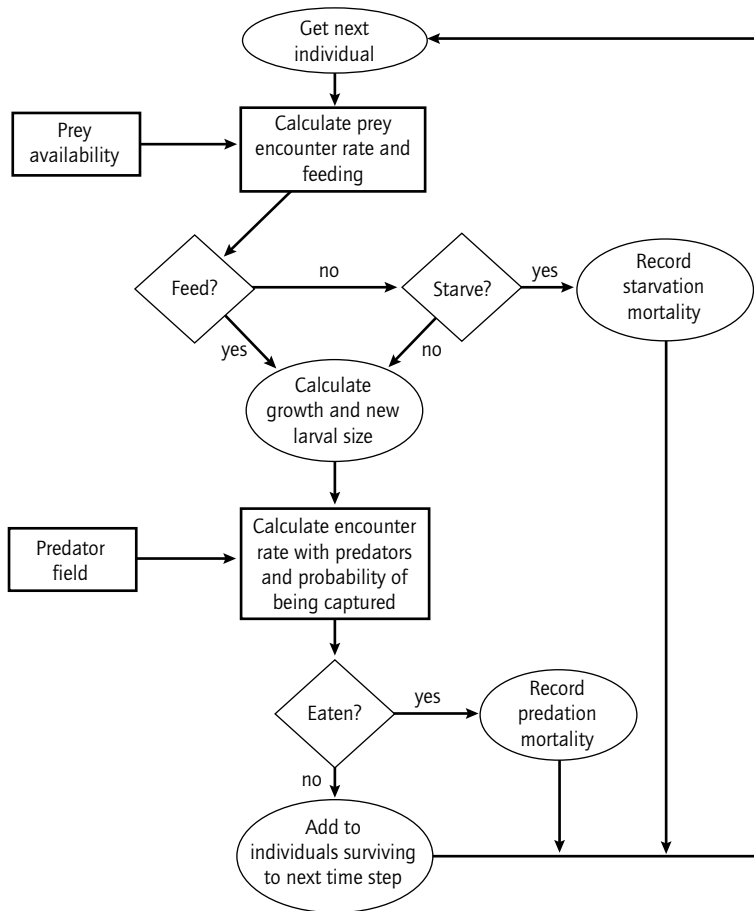 Get next
individual
Prey
availability
Calculate prey
encounter rate and
feeding
Feed?
no
Starve?
yes
Record
starvation
mortality
yes
no
Calculate
growth and new
larval size
Predator
field
Calculate encounter
rate with predators
and probability of
being captured
Eaten?
yes
Record
predation
mortality
no
Add to
individuals surviving
to next time step